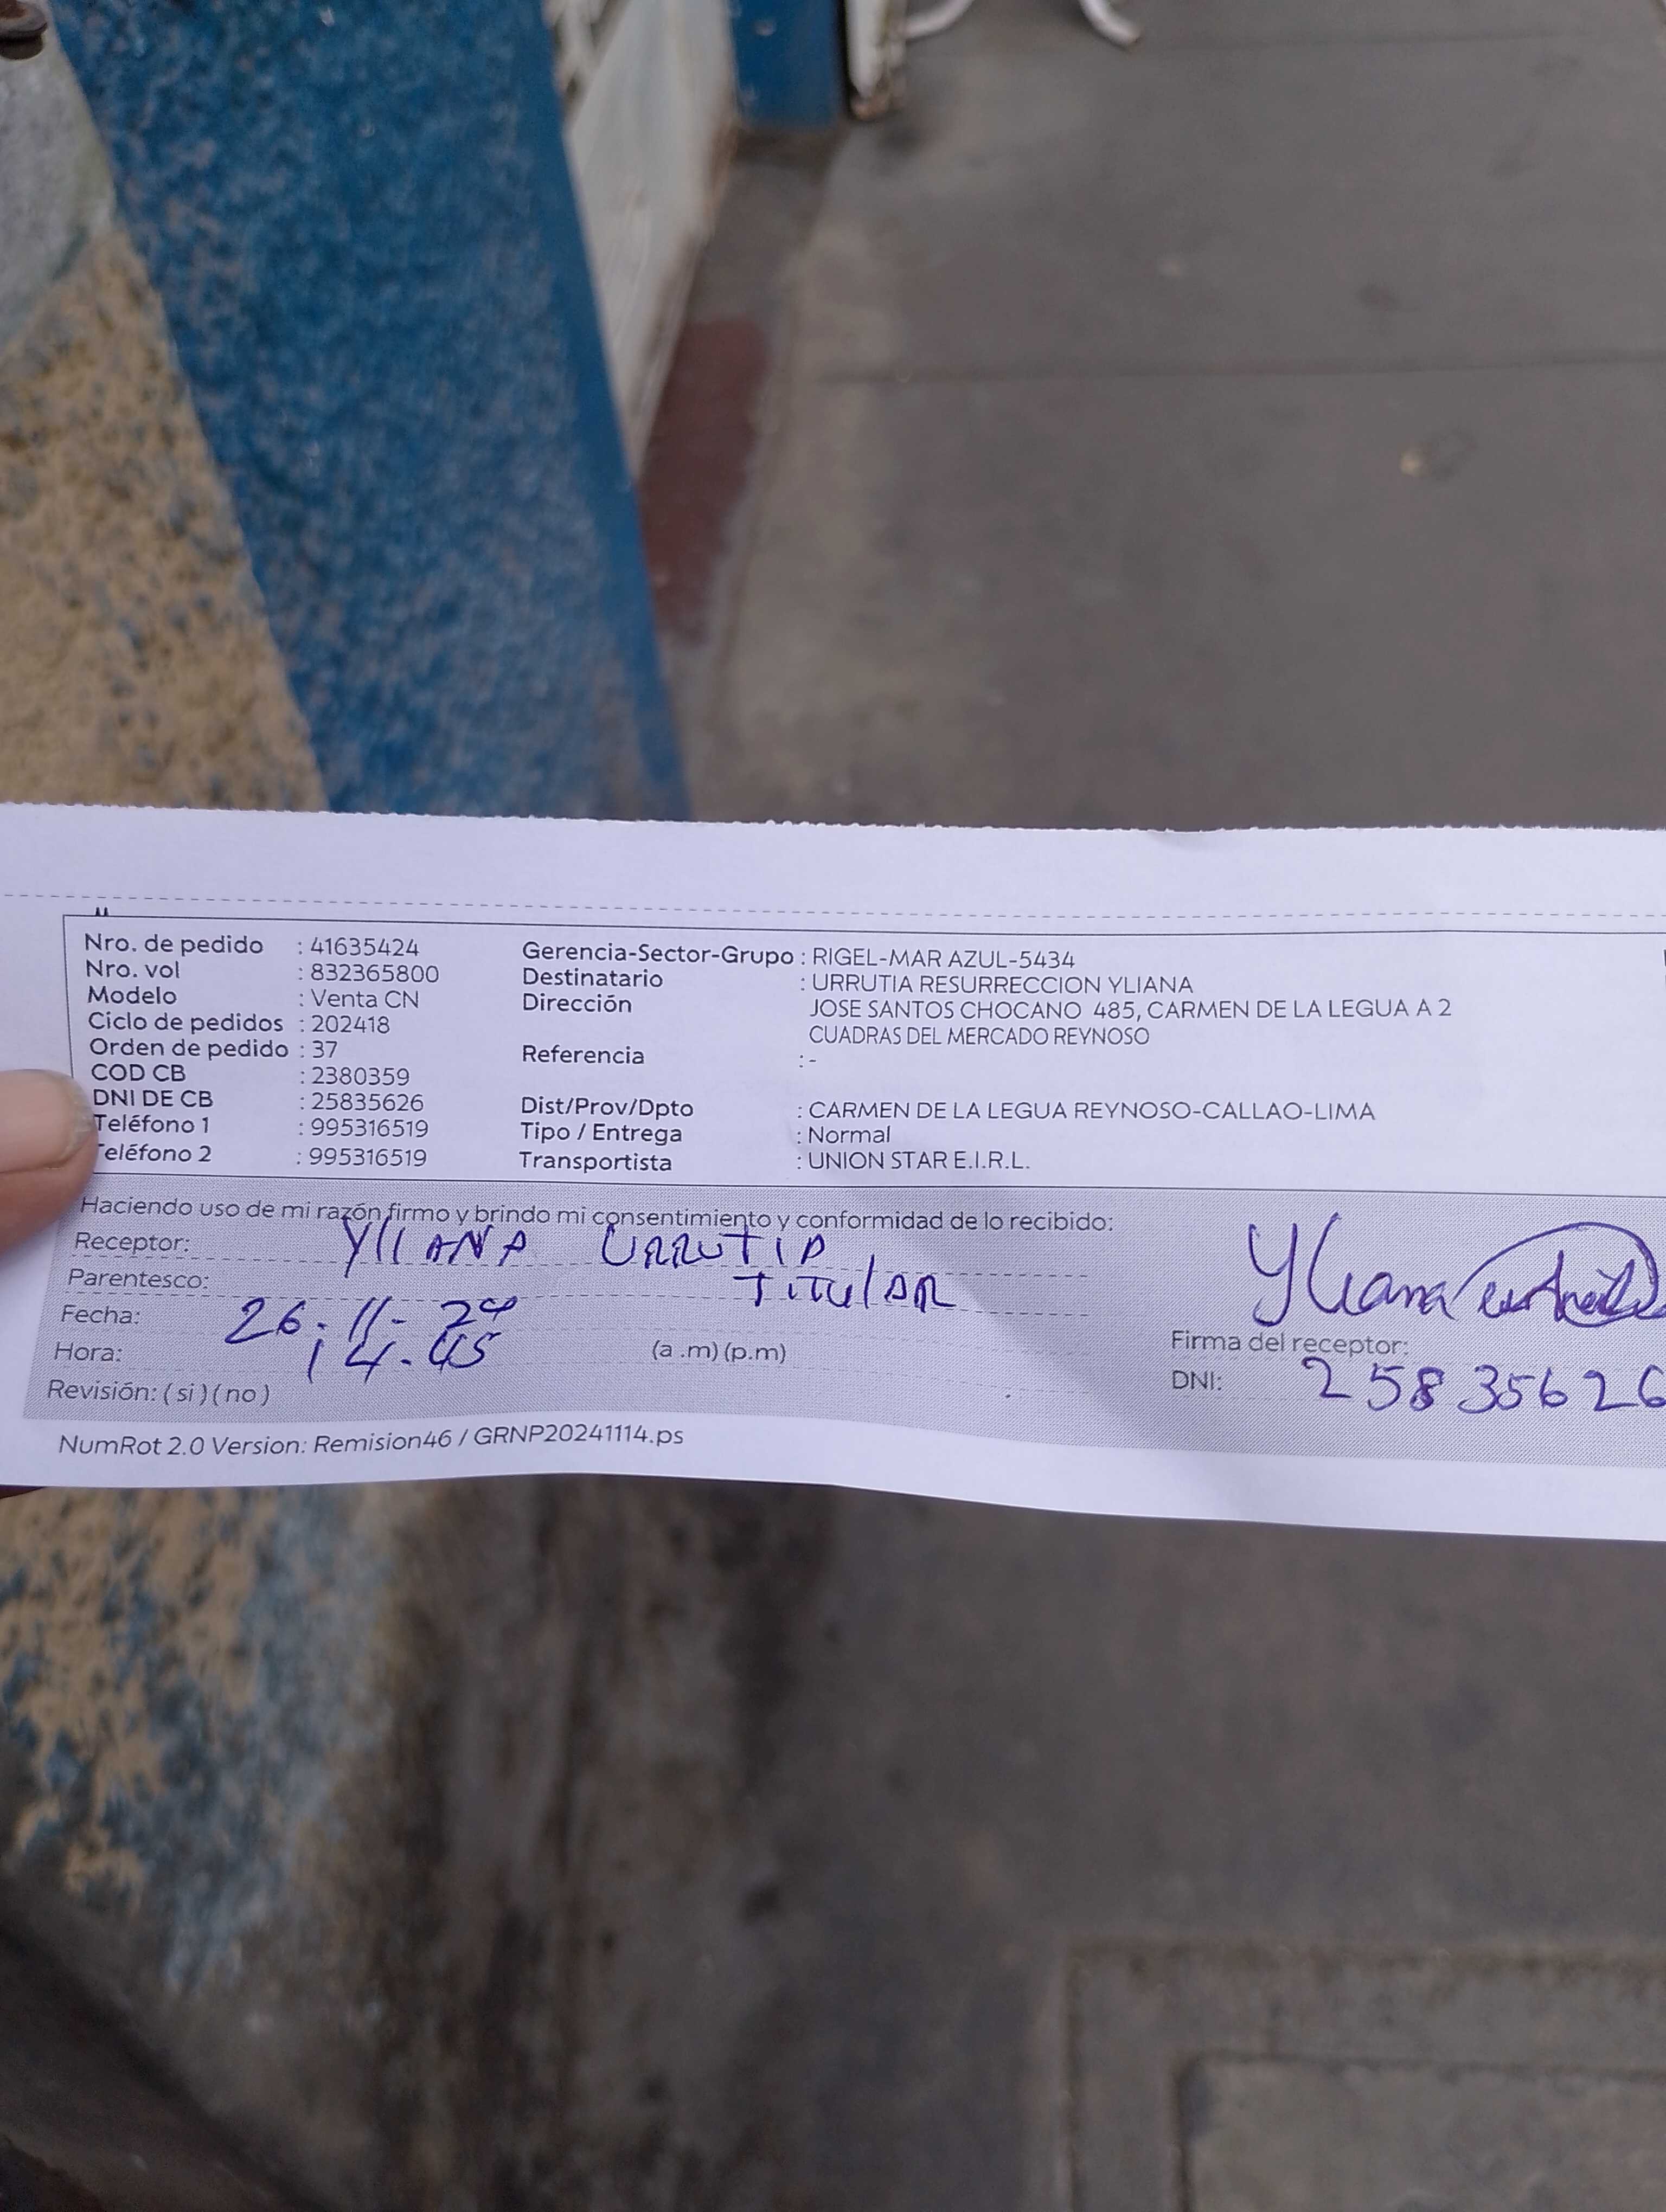 Nro. de pedido : 41635424
Nro. vol : 832365800
Modelo : Venta CN
Ciclo de pedidos : 202418
Orden de pedido : 37
COD CB : 2380359
DNI DE CB : 25835626
Teléfono 1 : 995316519
eléfono 2 : 995316519
Gerencia-Sector-Grupo : RIGEL-MAR AZUL-5434
Destinatario : URRUTIA RESURRECCION YLIANA
Dirección JOSE SANTOS CHOCANO 485, CARMEN DE LA LEGUA A 2
CUADRAS DEL MERCADO REYNOSO
Referencia : -
Dist/Prov/Dpto : CARMEN DE LA LEGUA REYNOSO-CALLAO-LIMA
Tipo / Entrega : Normal
Transportista : UNION STAR E.I.R.L.
Haciendo uso de mi razón firmo y brindo mi consentimiento y conformidad de lo recibido:
Receptor: YlIANA URRUTIA
Parentesco: TITUlAR
Fecha: 26.11-24
Hora: 14.45 (a .m) (p.m)
Revisión: ( si ) ( no )
Yliana
Firma del receptor:
DNI: 25835626
NumRot 2.0 Version: Remision46 / GRNP20241114.ps